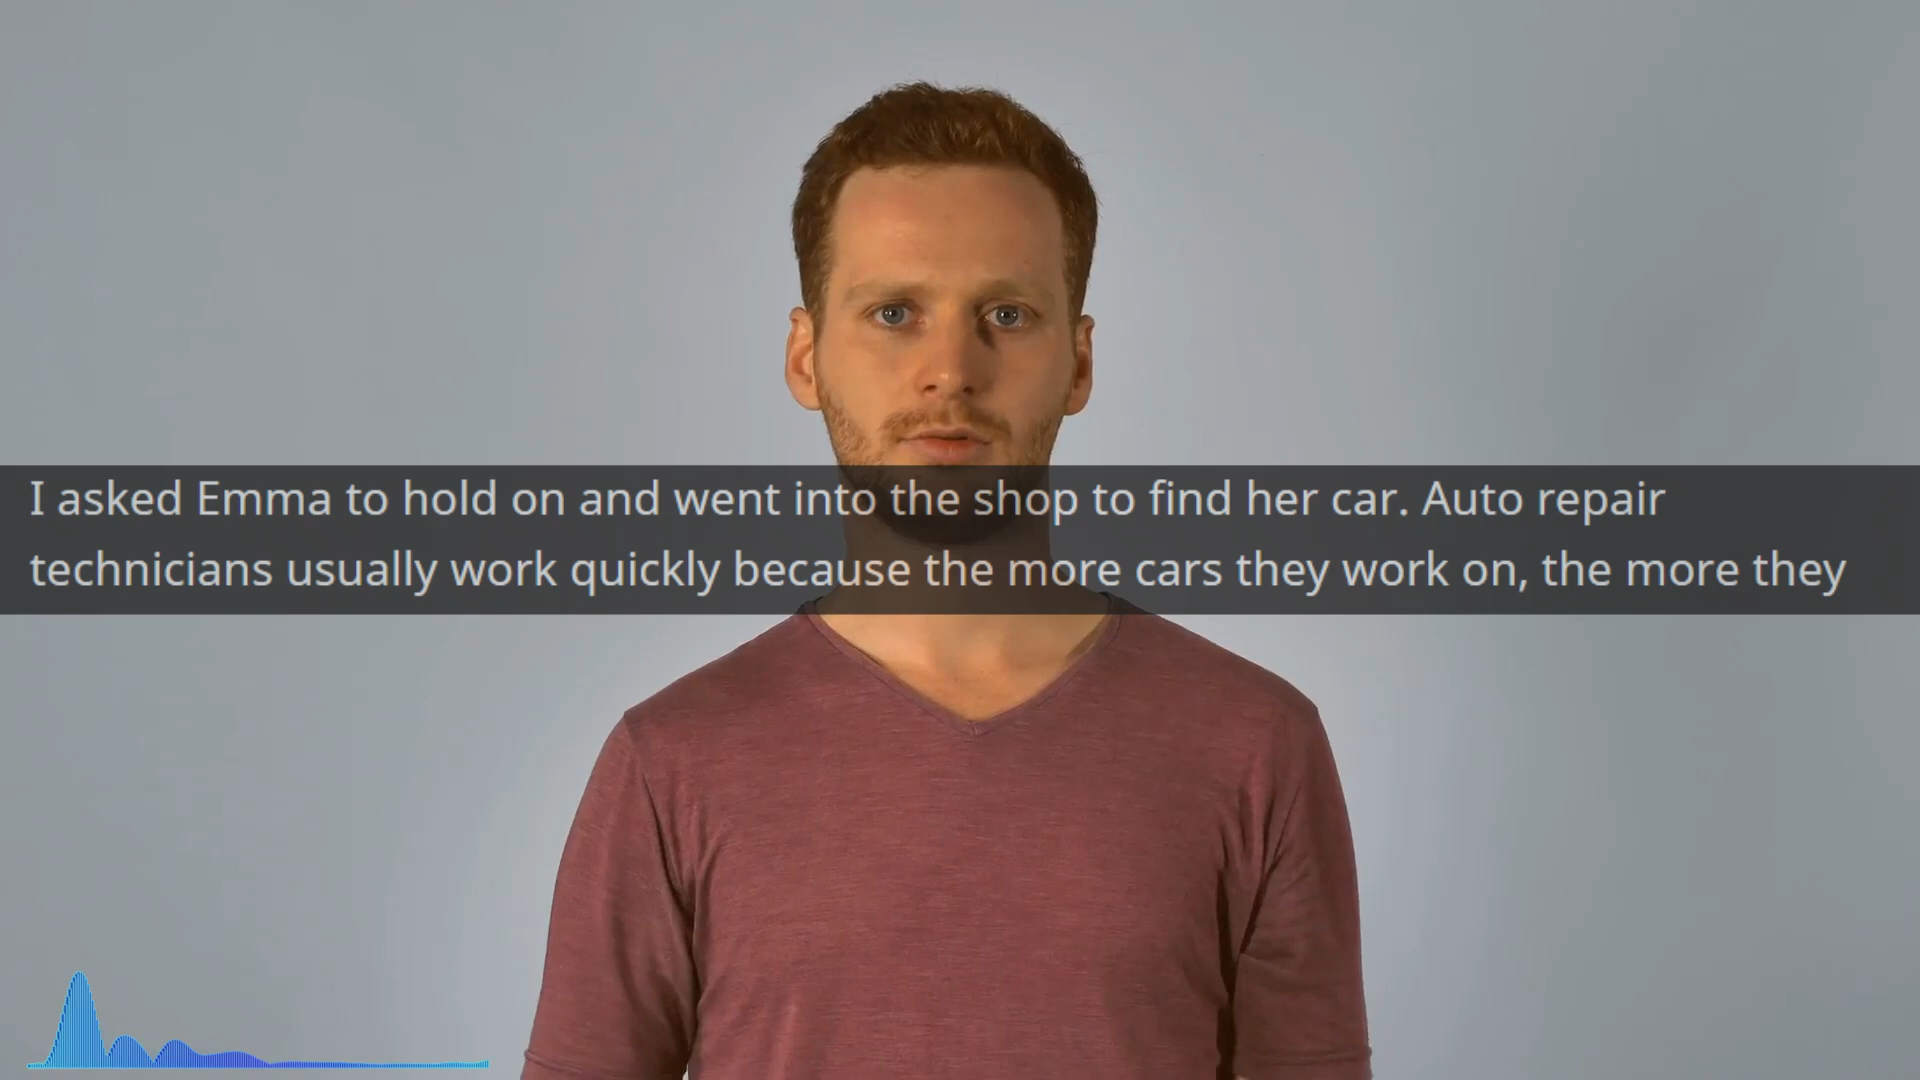 I asked Emma to hold on and went into the shop to find her car. Auto repair
technicians usually work quickly because the more cars they work on, the more they